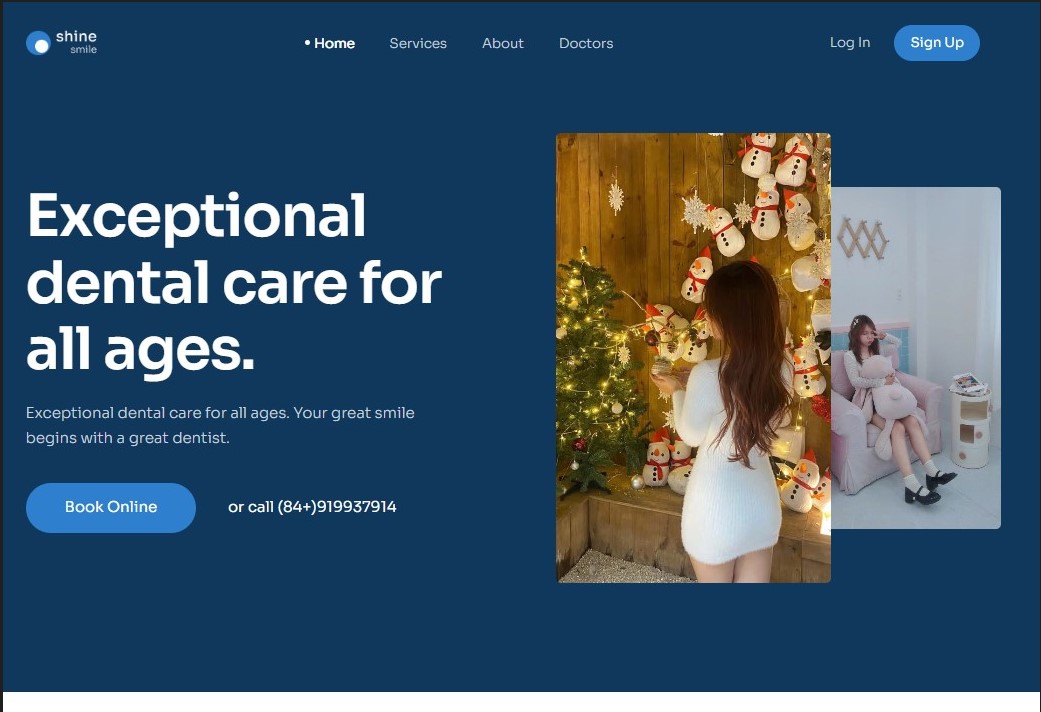 shine
smile
Home
Services
About
Doctors
Log In
Sign Up
Exceptional
dental care for
all ages.
Exceptional dental care for all ages. Your great smile
begins with a great dentist.
Book Online
or call (84+)919937914